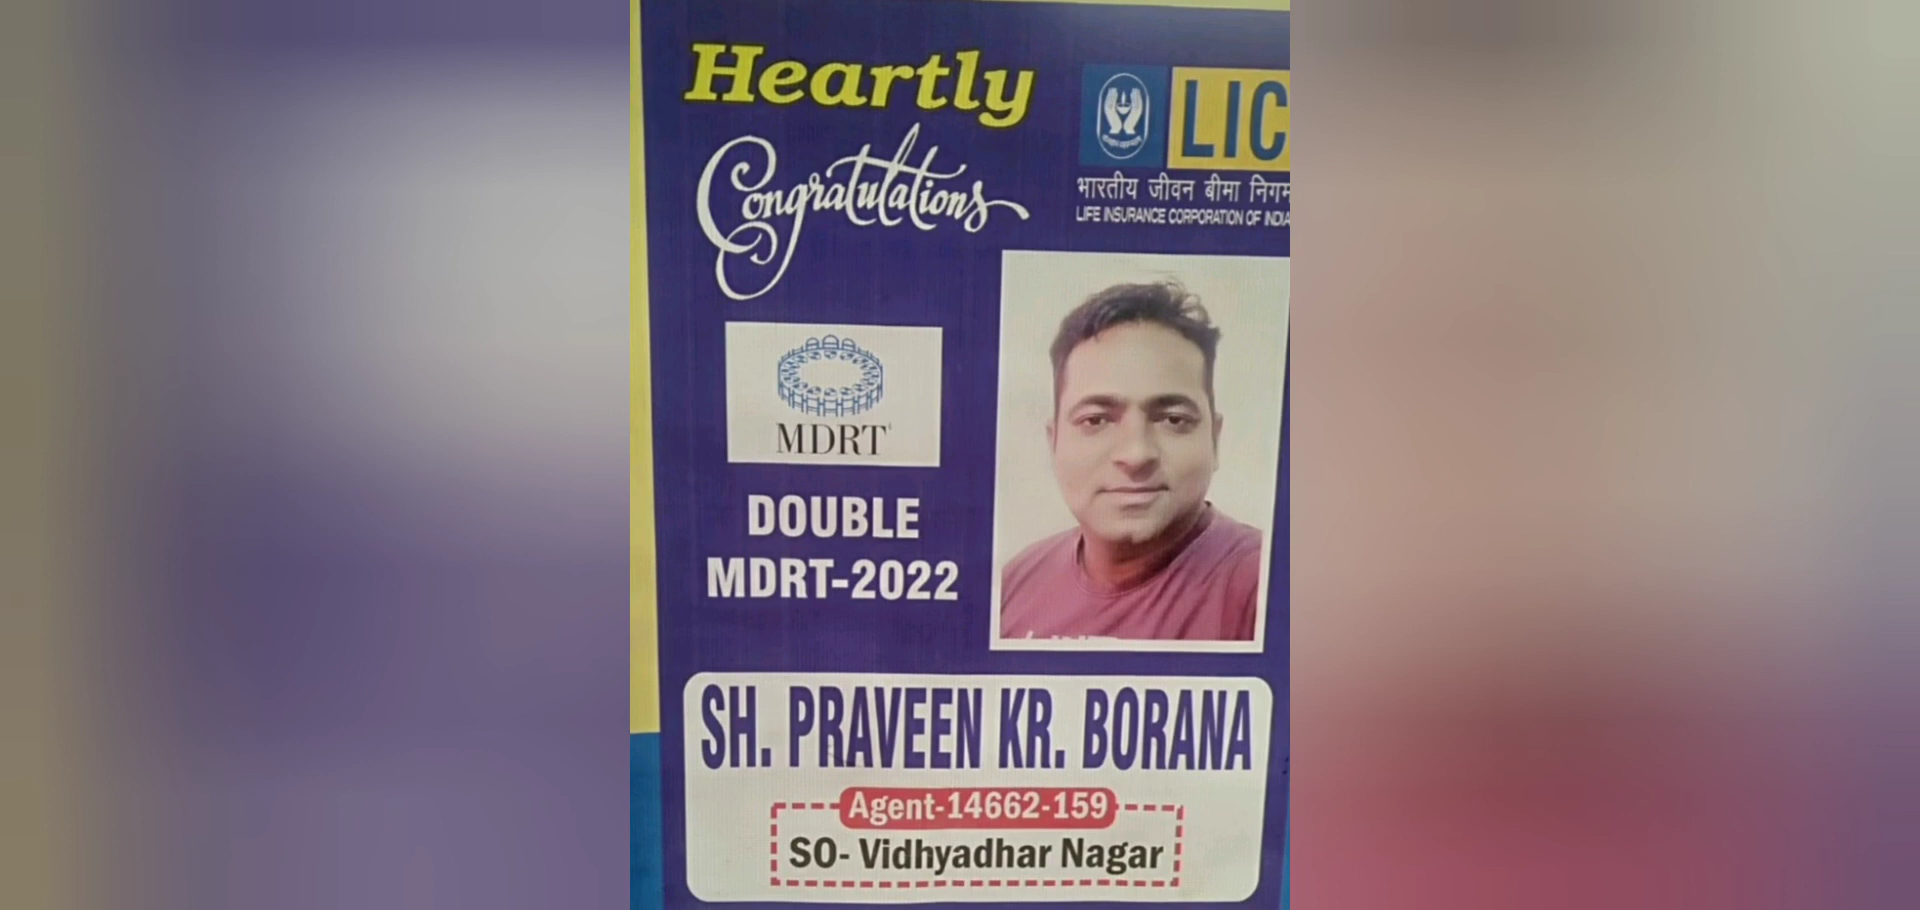 Heartly
Congratulations
LIC
भारतीय जीवन बीमा निगम
LIFE INSURANCE CORPORATION OF INDIA
MDRT
DOUBLE
MDRT-2022
SH. PRAVEEN KR. BORANA
Agent-14662-159
SO- Vidhyadhar Nagar